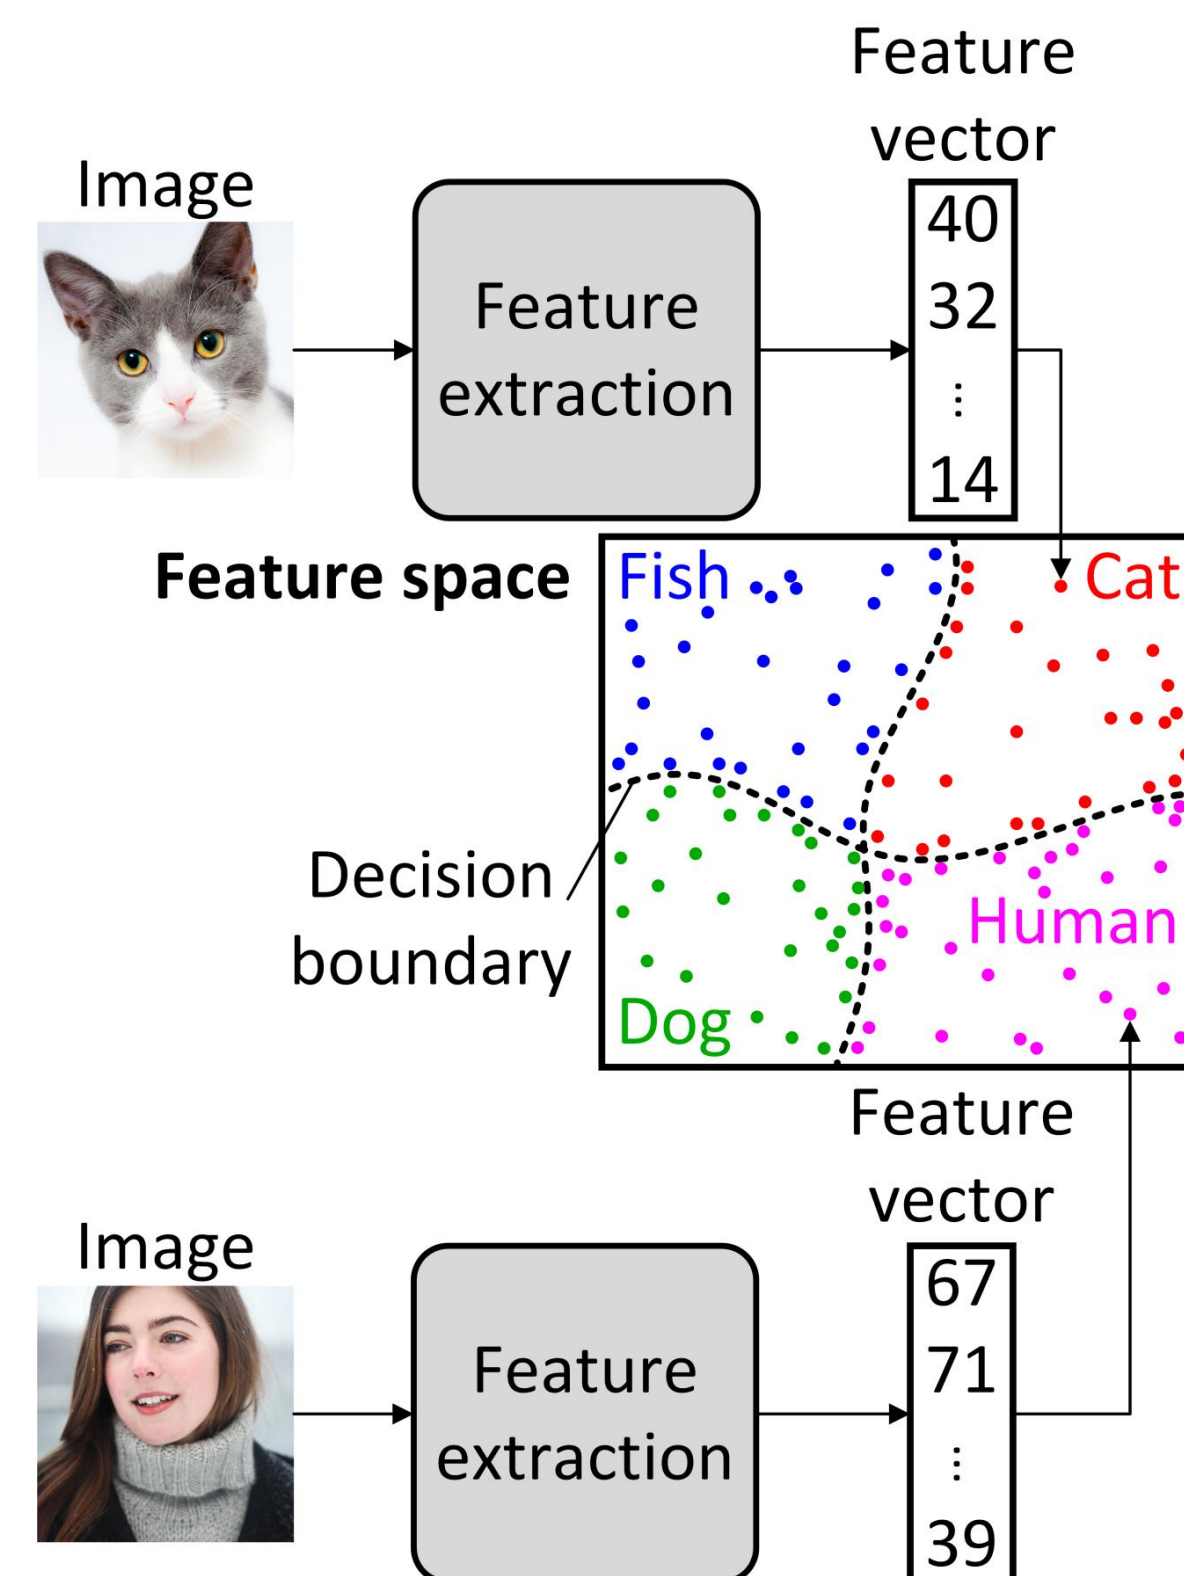 Feature
vector
Image
40
32
⋮
14
Feature
extraction
Feature space
Fish
Cat
Decision
boundary
Human
Dog
Feature
vector
Image
67
71
⋮
39
Feature
extraction